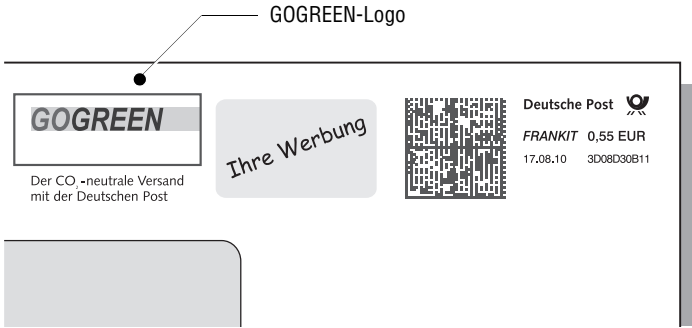 GOGREEN-Logo
GOGREEN
Der CO₂-neutrale Versand
mit der Deutschen Post
Ihre Werbung
Deutsche Post
FRANKIT 0,55 EUR
17.08.10 3D08D30B11